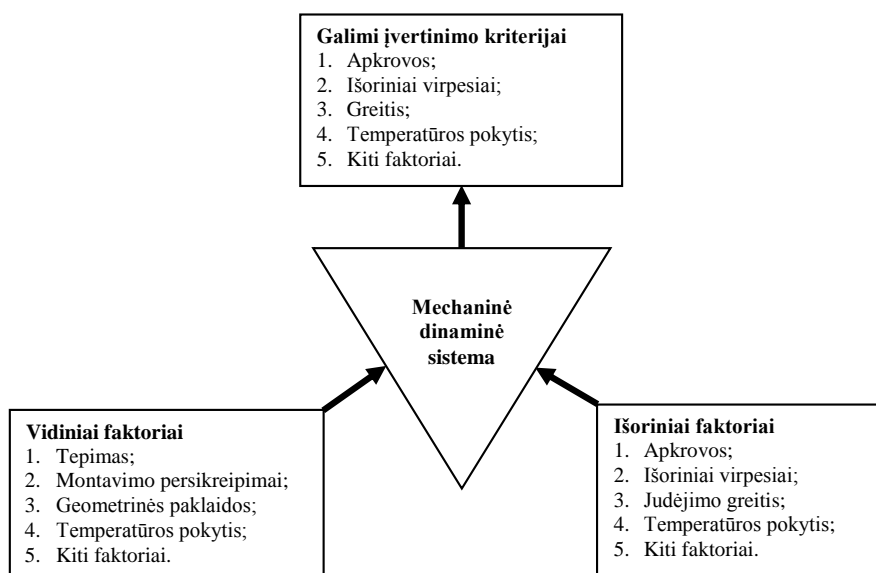 Galimi įvertinimo kriterijai
1. Apkrovos;
2. Išoriniai virpesiai;
3. Greitis;
4. Temperatūros pokytis;
5. Kiti faktoriai.
Mechaninė
dinaminė
sistema
Vidiniai faktoriai
1. Tepimas;
2. Montavimo persikreipimai;
3. Geometrinės paklaidos;
4. Temperatūros pokytis;
5. Kiti faktoriai.
Išoriniai faktoriai
1. Apkrovos;
2. Išoriniai virpesiai;
3. Judėjimo greitis;
4. Temperatūros pokytis;
5. Kiti faktoriai.